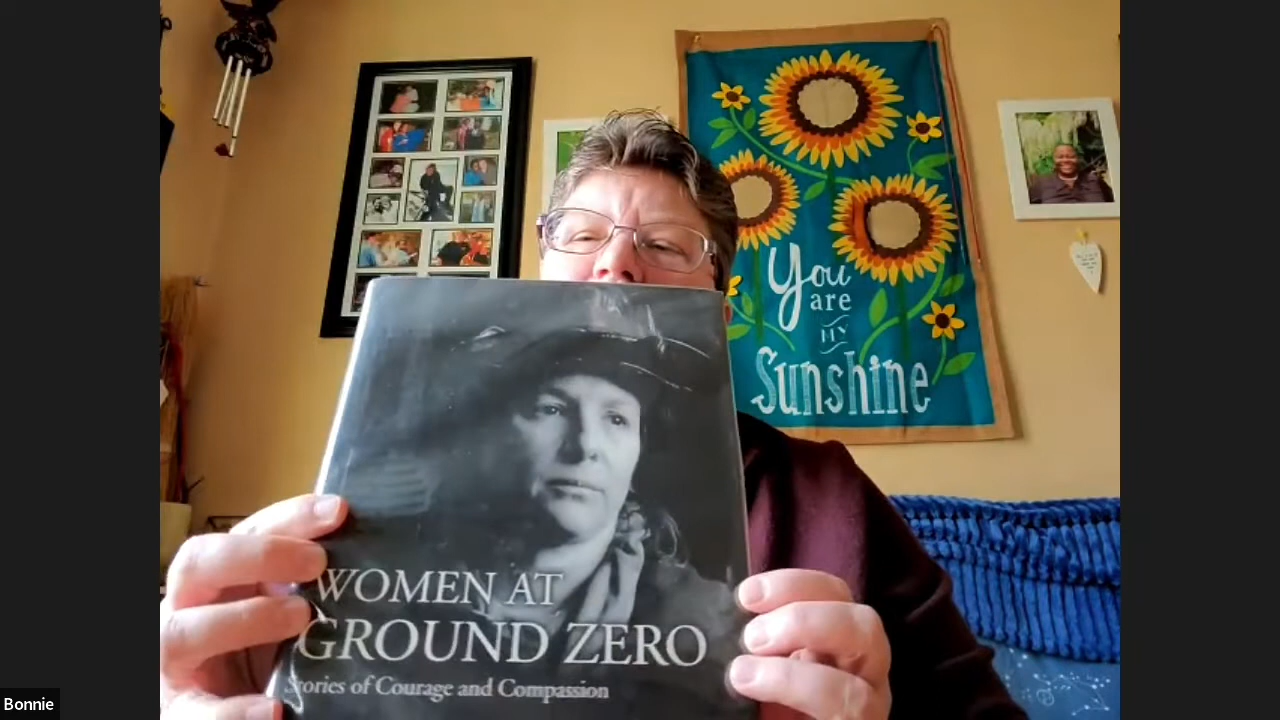 You
are
MY
Sunshine
WOMEN AT
GROUND ZERO
Stories of Courage and Compassion
Bonnie